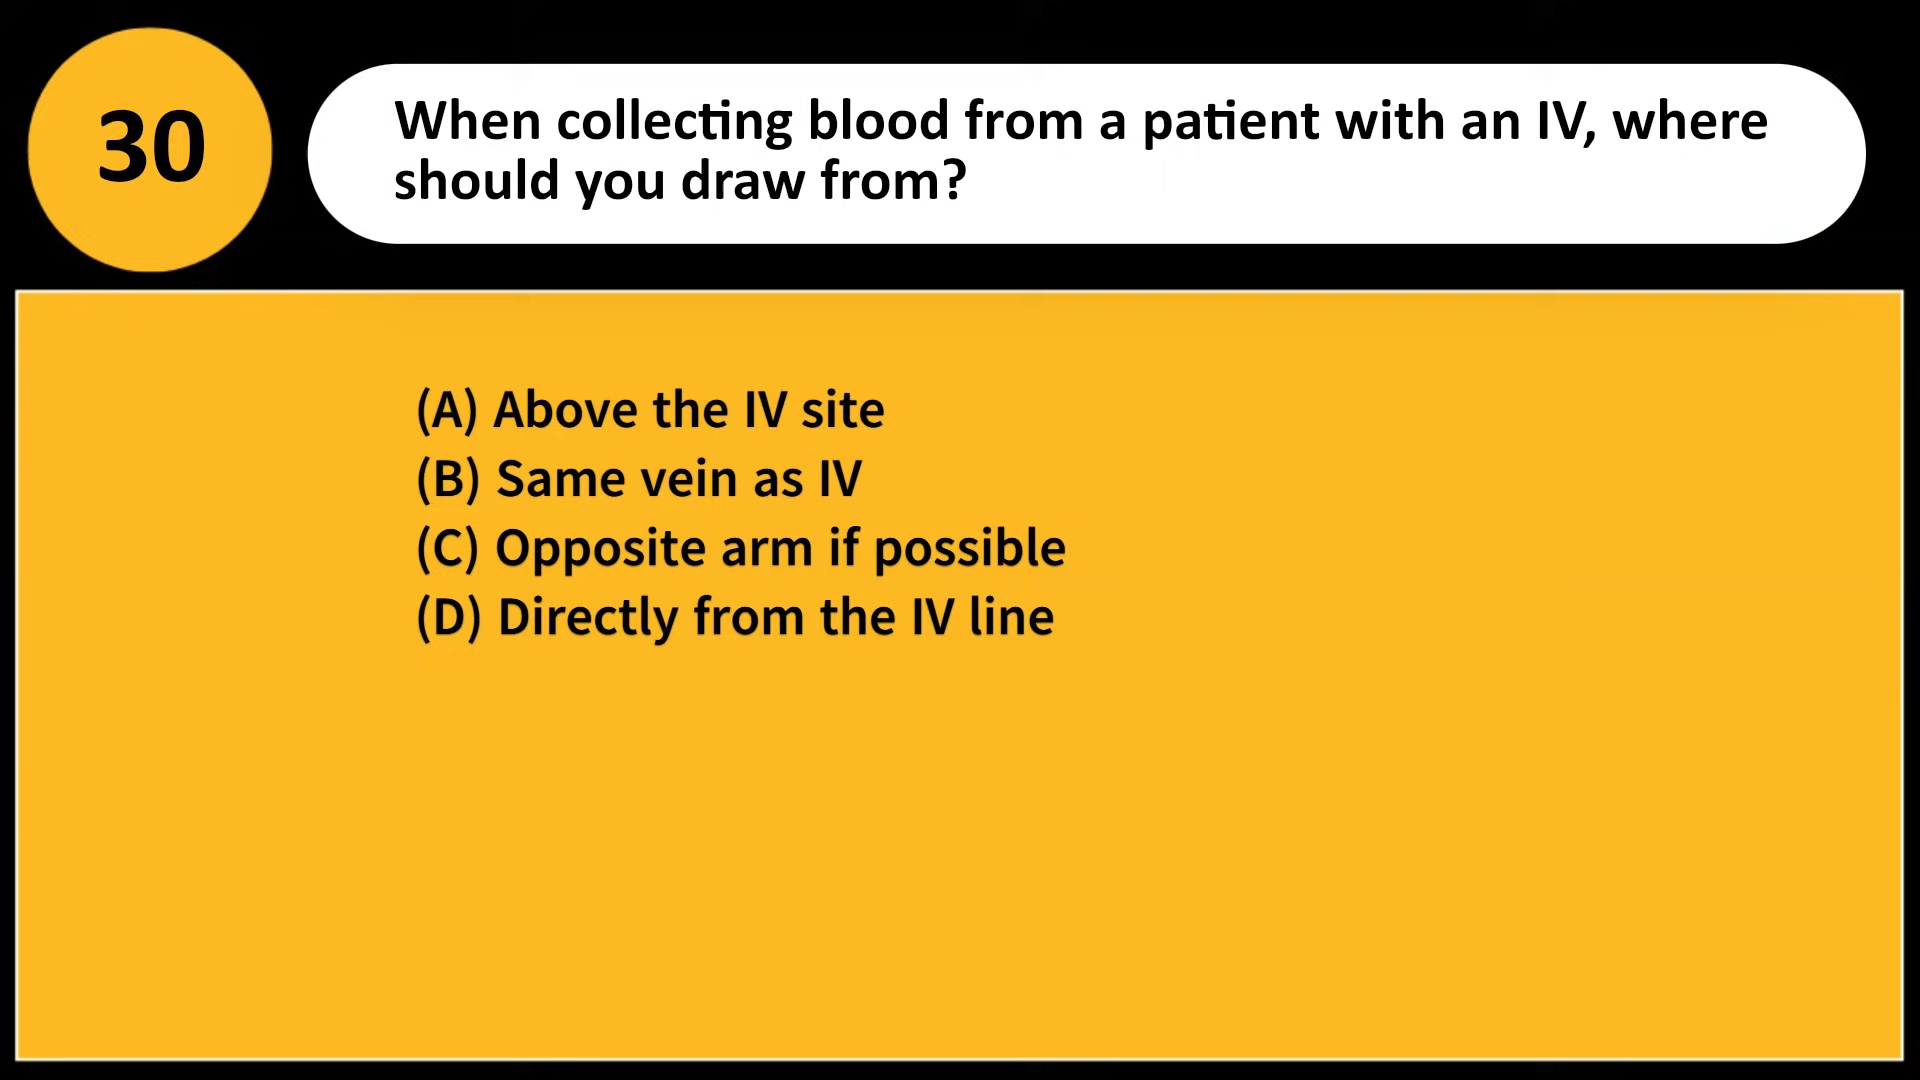 30
When collecting blood from a patient with an IV, where
should you draw from?
(A) Above the IV site
(B) Same vein as IV
(C) Opposite arm if possible
(D) Directly from the IV line